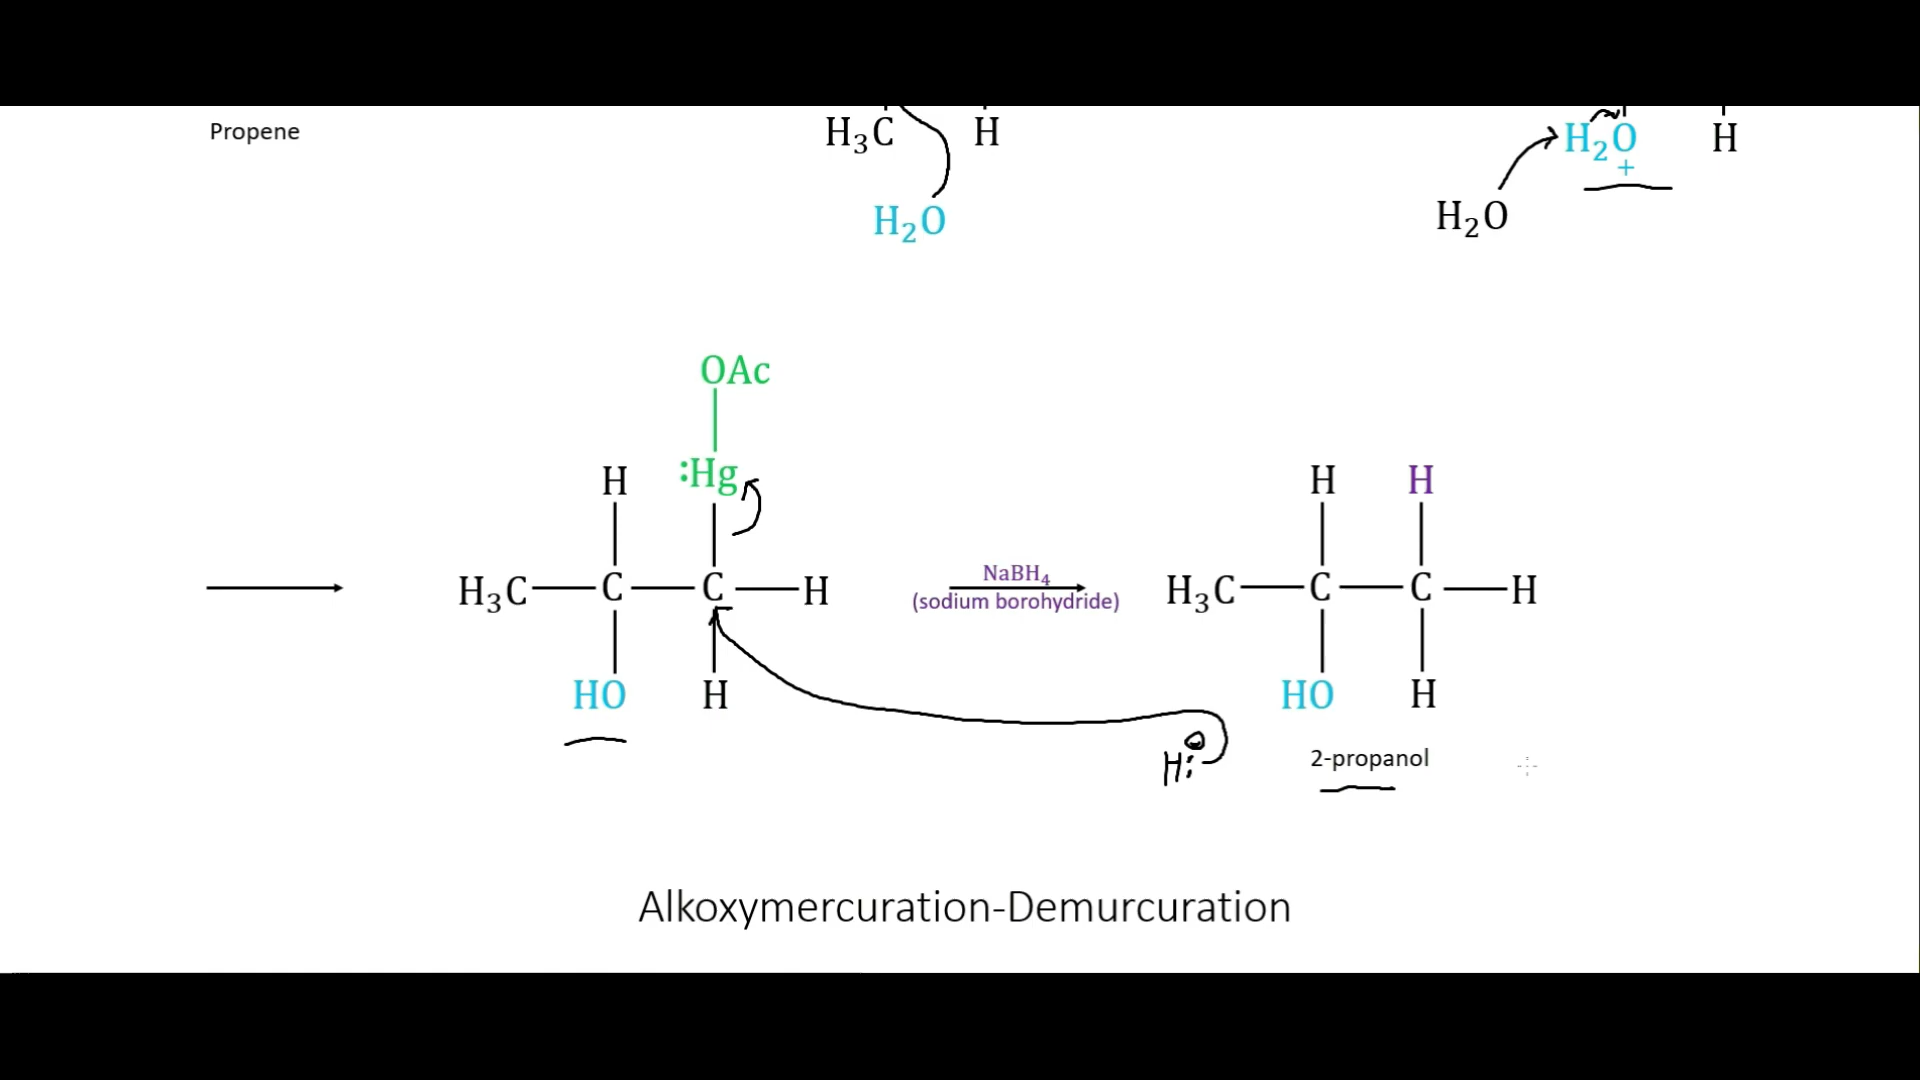 Propene
H₃C H
H₂O
H₂O H
+
H₂O
OAc
:Hg
H
H₃C C C H
HO H
NaBH₄
(sodium borohydride)
H H
H₃C C C H
HO H
H:⊖
2-propanol
Alkoxymercuration-Demurcuration